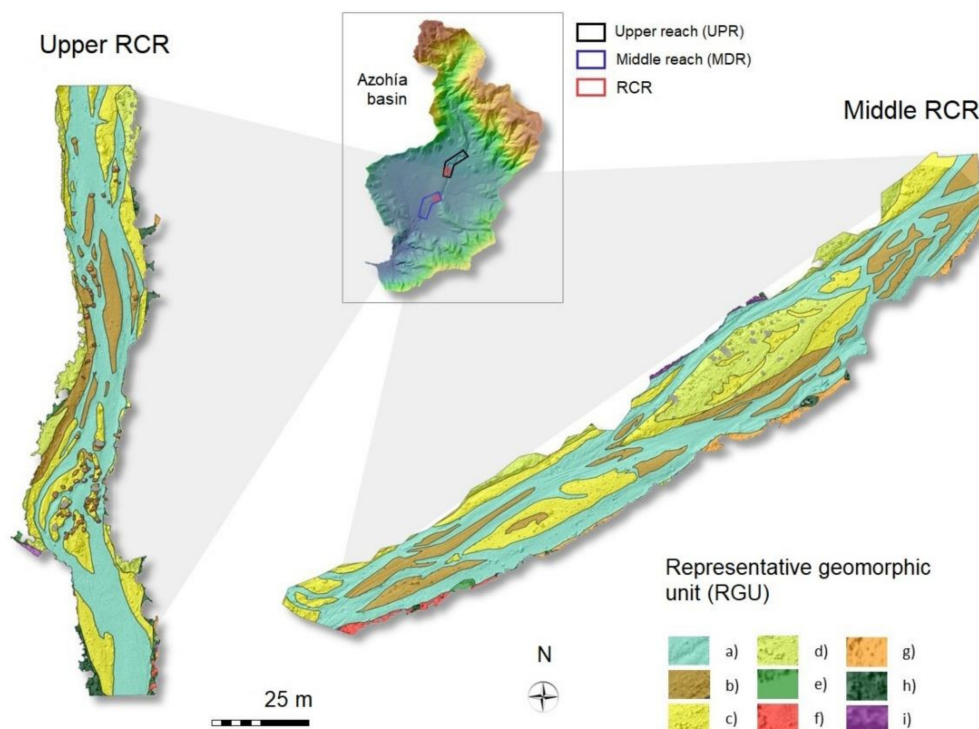 Upper RCR
Azohía
basin
Upper reach (UPR)
Middle reach (MDR)
RCR
Middle RCR
Representative geomorphic
unit (RGU)
a)
d)
g)
b)
e)
h)
c)
f)
i)
N
25 m